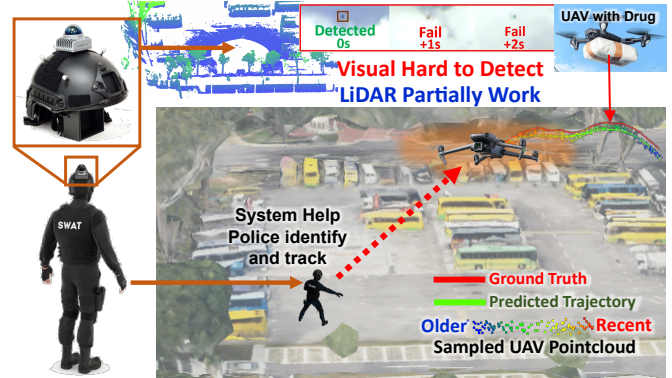 Detected
0s
Fail
+1s
Fail
+2s
UAV with Drug
Visual Hard to Detect
LiDAR Partially Work
SWAT
System Help
Police identify
and track
Ground Truth
Predicted Trajectory
Older
Recent
Sampled UAV Pointcloud